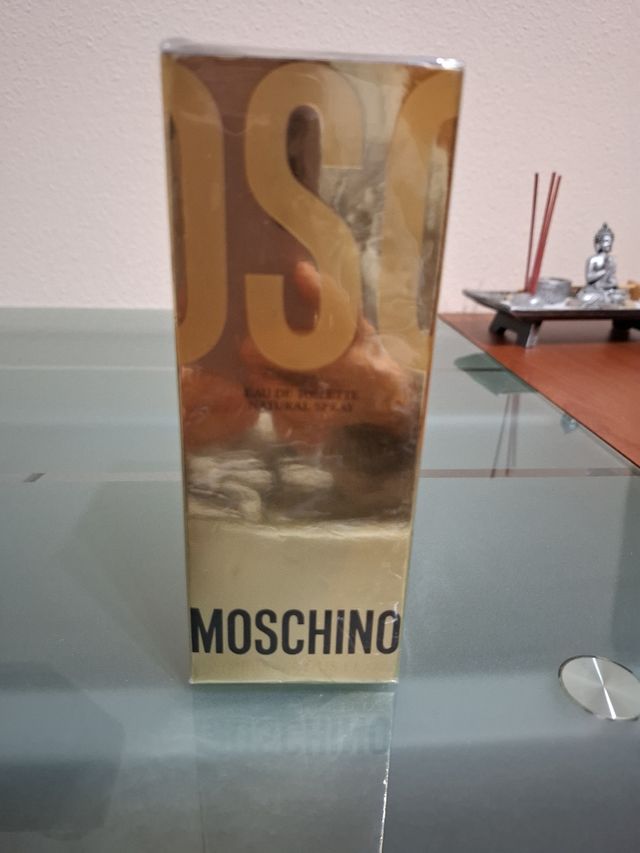 OSC
EAU DE TOILETTE
NATURAL SPRAY
MOSCHINO